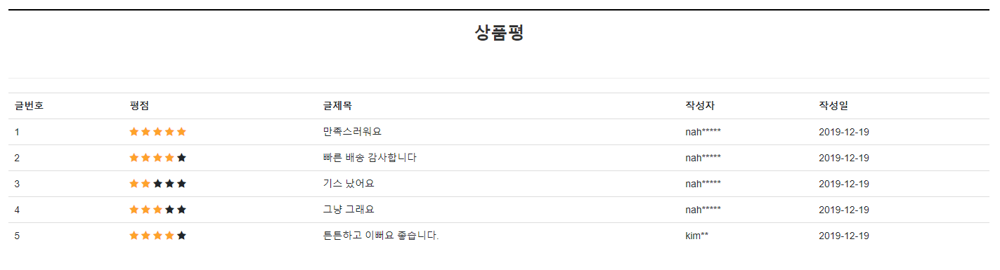 상품평
글번호 평점 글제목 작성자 작성일
1 ★★★★★ 만족스러워요 nah***** 2019-12-19
2 ★★★★★ 빠른 배송 감사합니다 nah***** 2019-12-19
3 ★★★★★ 기스 났어요 nah***** 2019-12-19
4 ★★★★★ 그냥 그래요 nah***** 2019-12-19
5 ★★★★★ 튼튼하고 이뻐요 좋습니다. kim** 2019-12-19